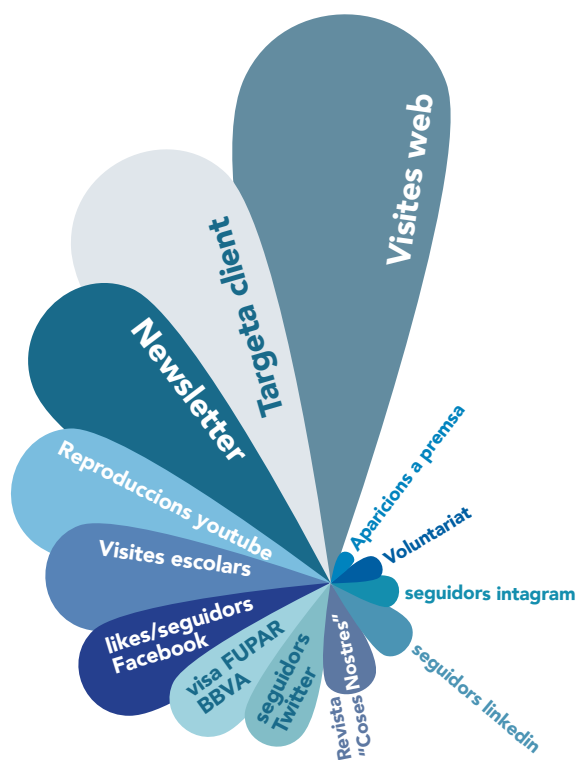 Visites web
Targeta client
Newsletter
Reproduccions youtube
Visites escolars
likes/seguidors
Facebook
visa FUPAR
BBVA
seguidors
Twitter
Revista
“Coses Nostres”
seguidors linkedin
seguidors intagram
Voluntariat
Aparicions a premsa